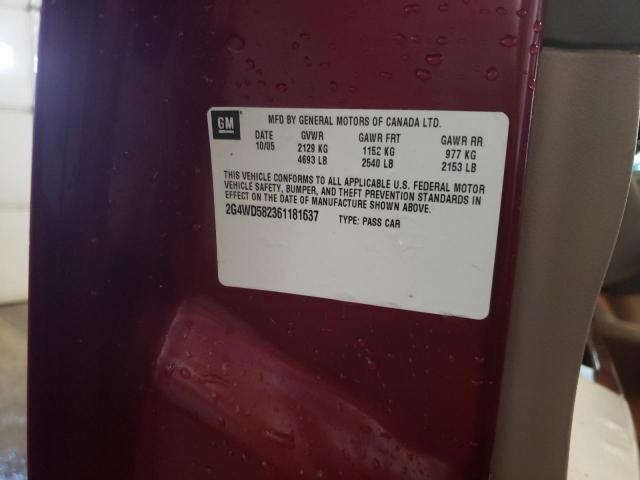 GM MFD BY GENERAL MOTORS OF CANADA LTD.
DATE GVWR GAWR FRT GAWR RR
10/05 2129 KG 1152 KG 977 KG
4693 LB 2540 LB 2153 LB
THIS VEHICLE CONFORMS TO ALL APPLICABLE U.S. FEDERAL MOTOR
VEHICLE SAFETY, BUMPER, AND THEFT PREVENTION STANDARDS IN
EFFECT ON THE DATE OF MANUFACTURE SHOWN ABOVE.
2G4WD582361181637 TYPE: PASS CAR